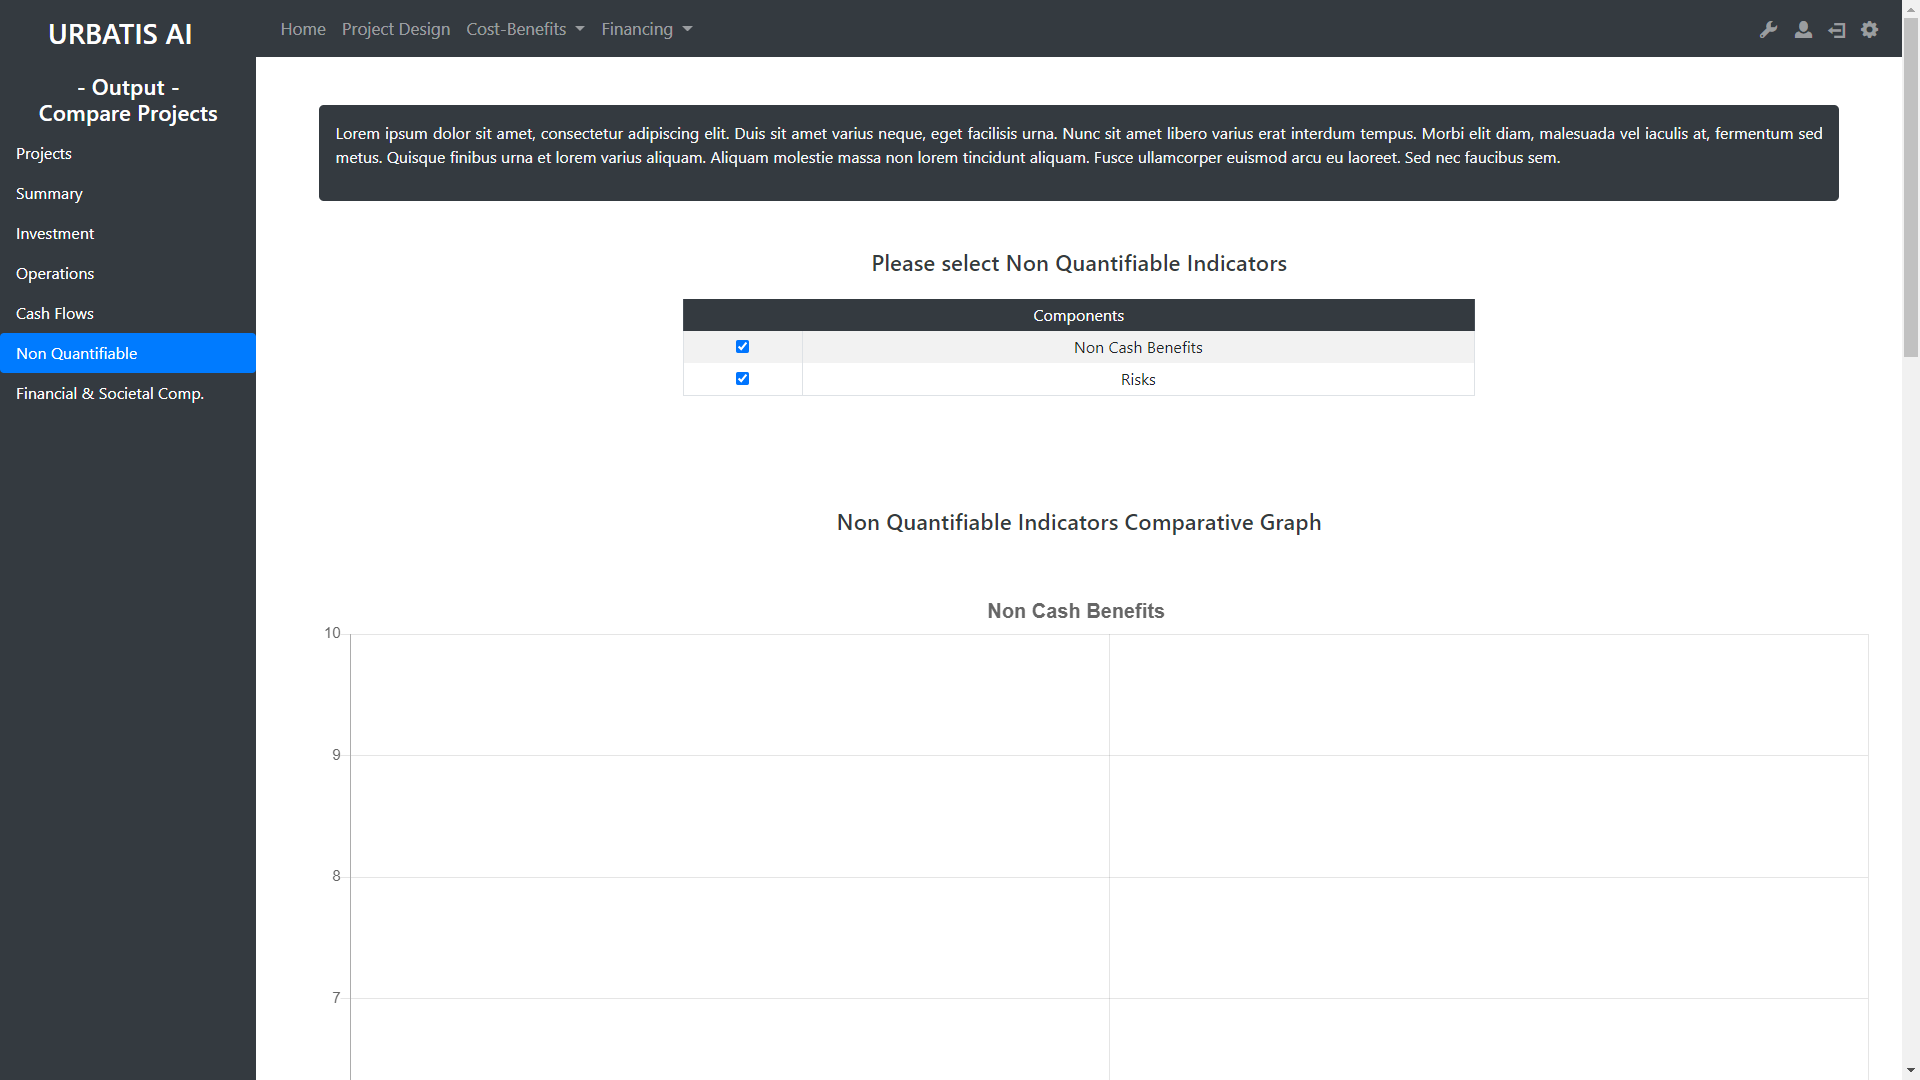 URBATIS AI
Home Project Design Cost-Benefits Financing
- Output -
Compare Projects
Projects
Summary
Investment
Operations
Cash Flows
Non Quantifiable
Financial & Societal Comp.
Lorem ipsum dolor sit amet, consectetur adipiscing elit. Duis sit amet varius neque, eget facilisis urna. Nunc sit amet libero varius erat interdum tempus. Morbi elit diam, malesuada vel iaculis at, fermentum sed
metus. Quisque finibus urna et lorem varius aliquam. Aliquam molestie massa non lorem tincidunt aliquam. Fusce ullamcorper euismod arcu eu laoreet. Sed nec faucibus sem.
Please select Non Quantifiable Indicators
Components
Non Cash Benefits
Risks
Non Quantifiable Indicators Comparative Graph
Non Cash Benefits
10
9
8
7